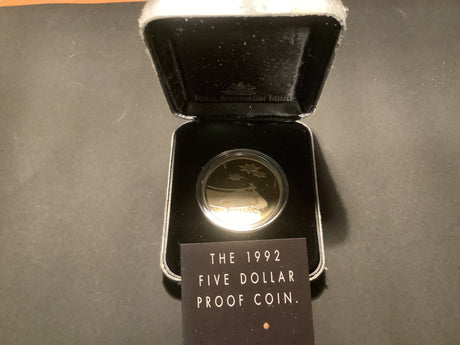 ROYAL AUSTRALIAN MINT
THE 1992
FIVE DOLLAR
PROOF COIN.